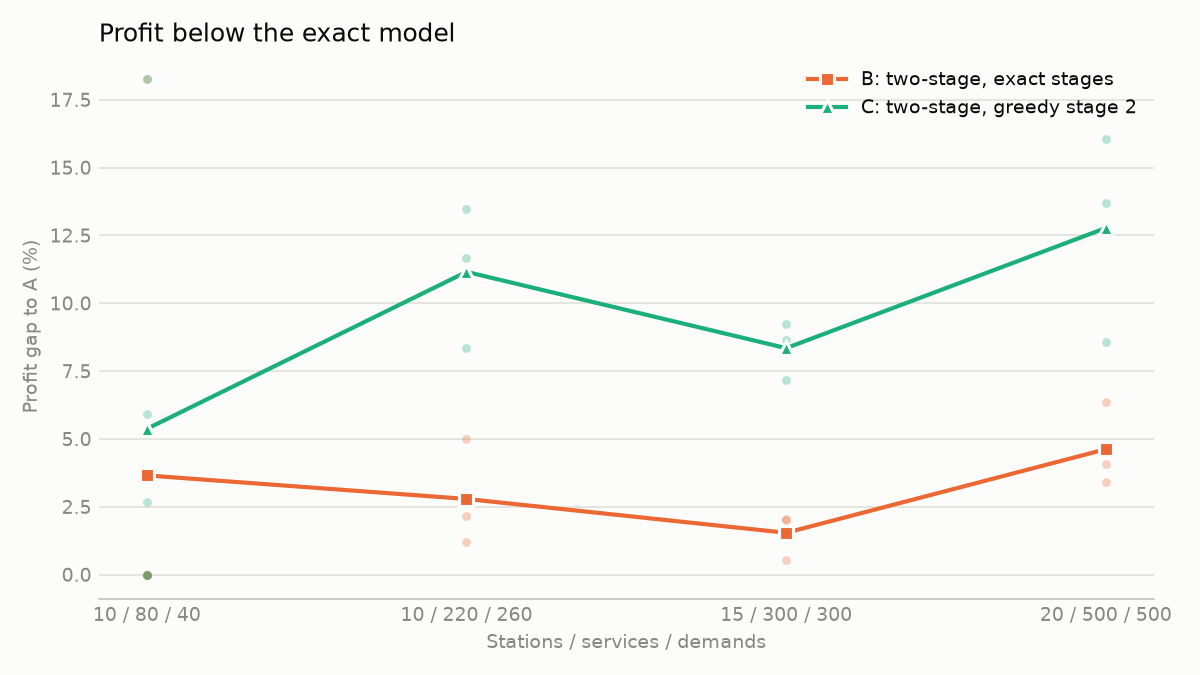 Profit below the exact model
B: two-stage, exact stages
C: two-stage, greedy stage 2
Profit gap to A (%)
17.5
15.0
12.5
10.0
7.5
5.0
2.5
0.0
10 / 80 / 40
10 / 220 / 260
15 / 300 / 300
20 / 500 / 500
Stations / services / demands